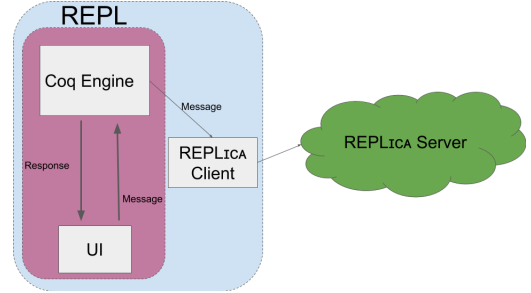 REPL
Coq Engine
Message
REPLICA Server
REPLICA
Client
Response
Message
UI